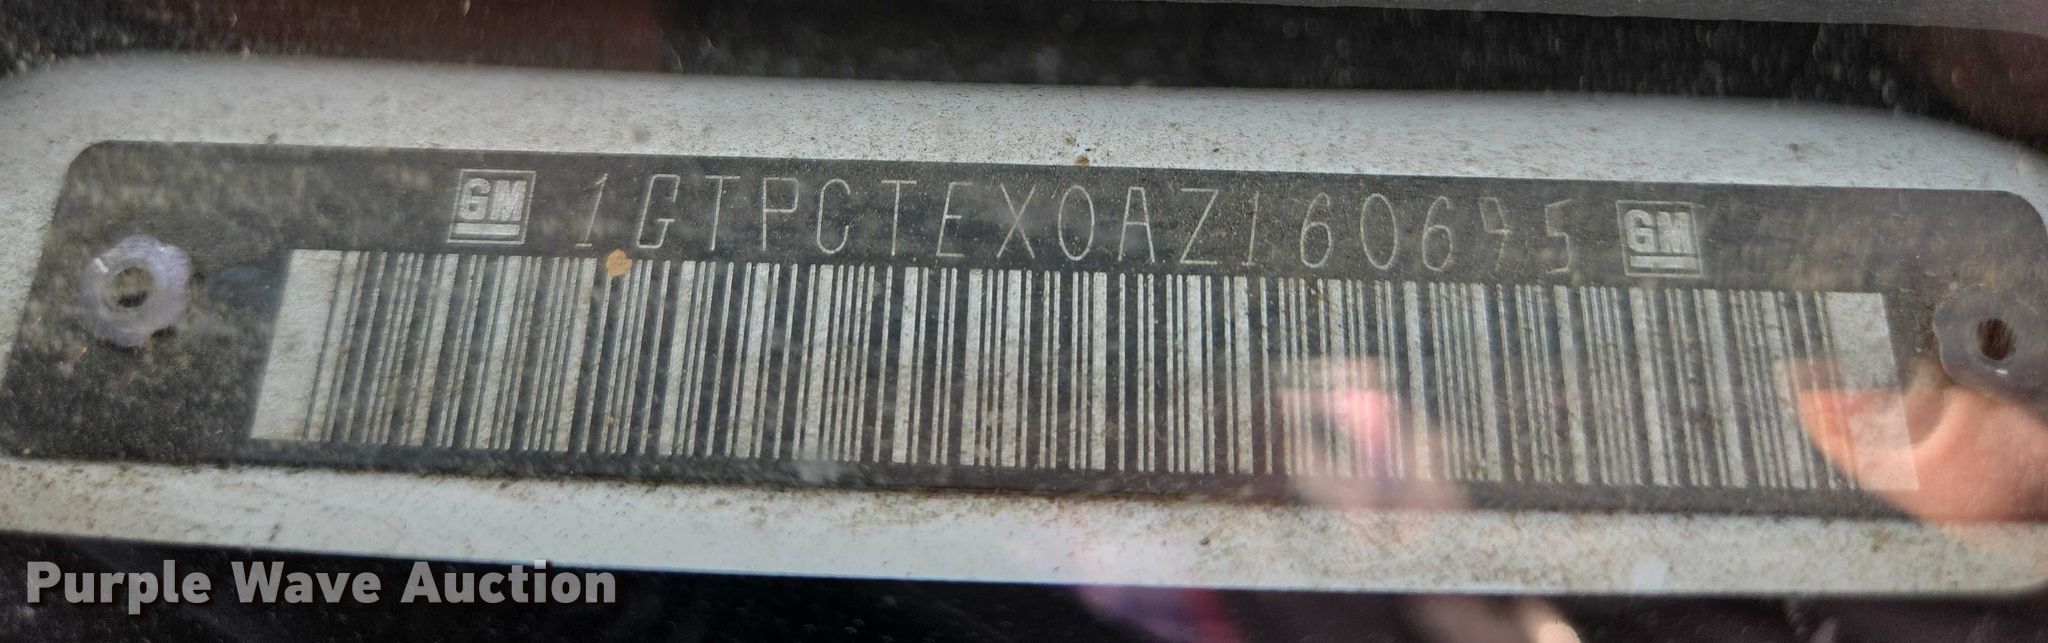 GM 1GTPCTEX0AZ160695 GM
Purple Wave Auction